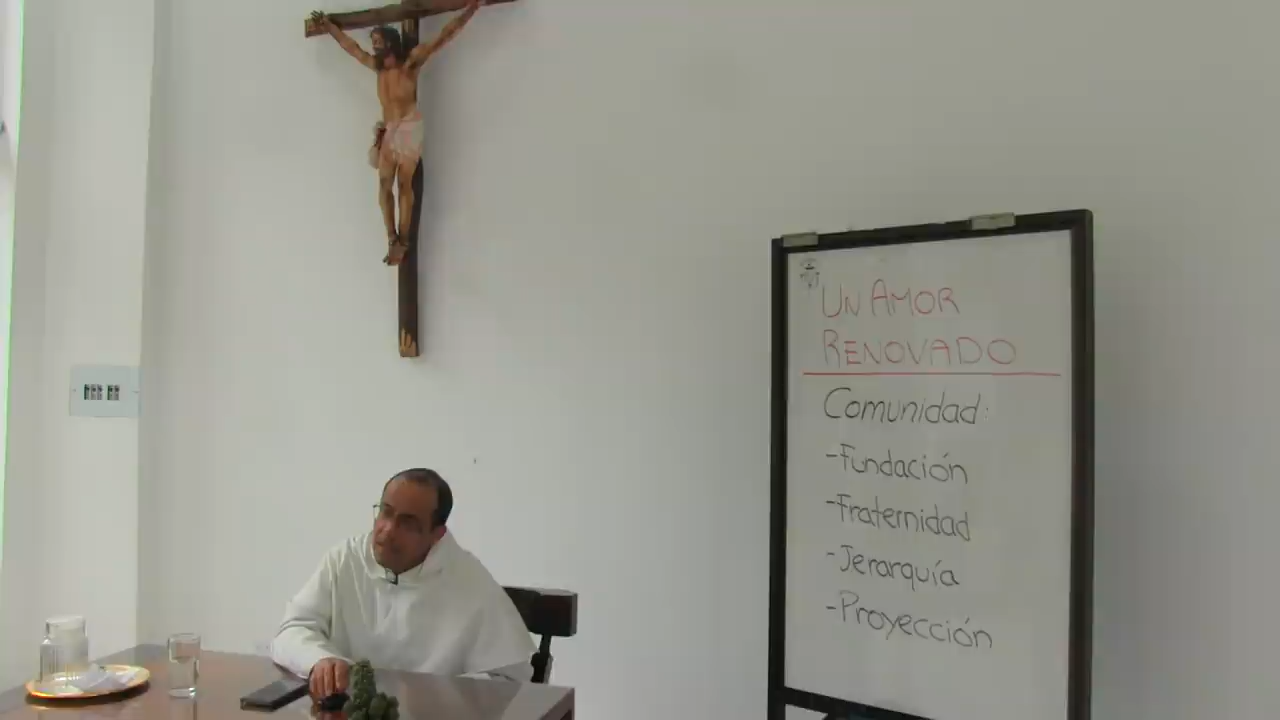 UN AMOR
RENOVADO
Comunidad:
-Fundación
-Fraternidad
-Jerarquía
-Proyección